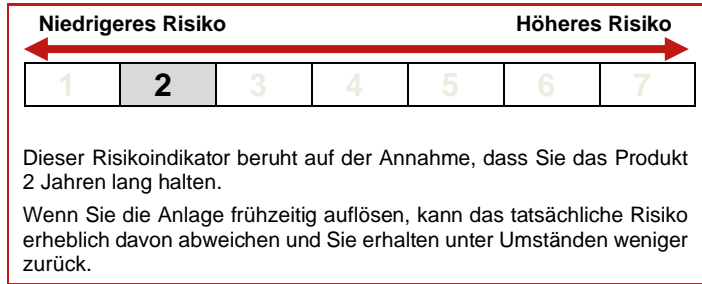 Niedrigeres Risiko Höheres Risiko
1 2 3 4 5 6 7
Dieser Risikoindikator beruht auf der Annahme, dass Sie das Produkt
2 Jahren lang halten.
Wenn Sie die Anlage frühzeitig auflösen, kann das tatsächliche Risiko
erheblich davon abweichen und Sie erhalten unter Umständen weniger
zurück.